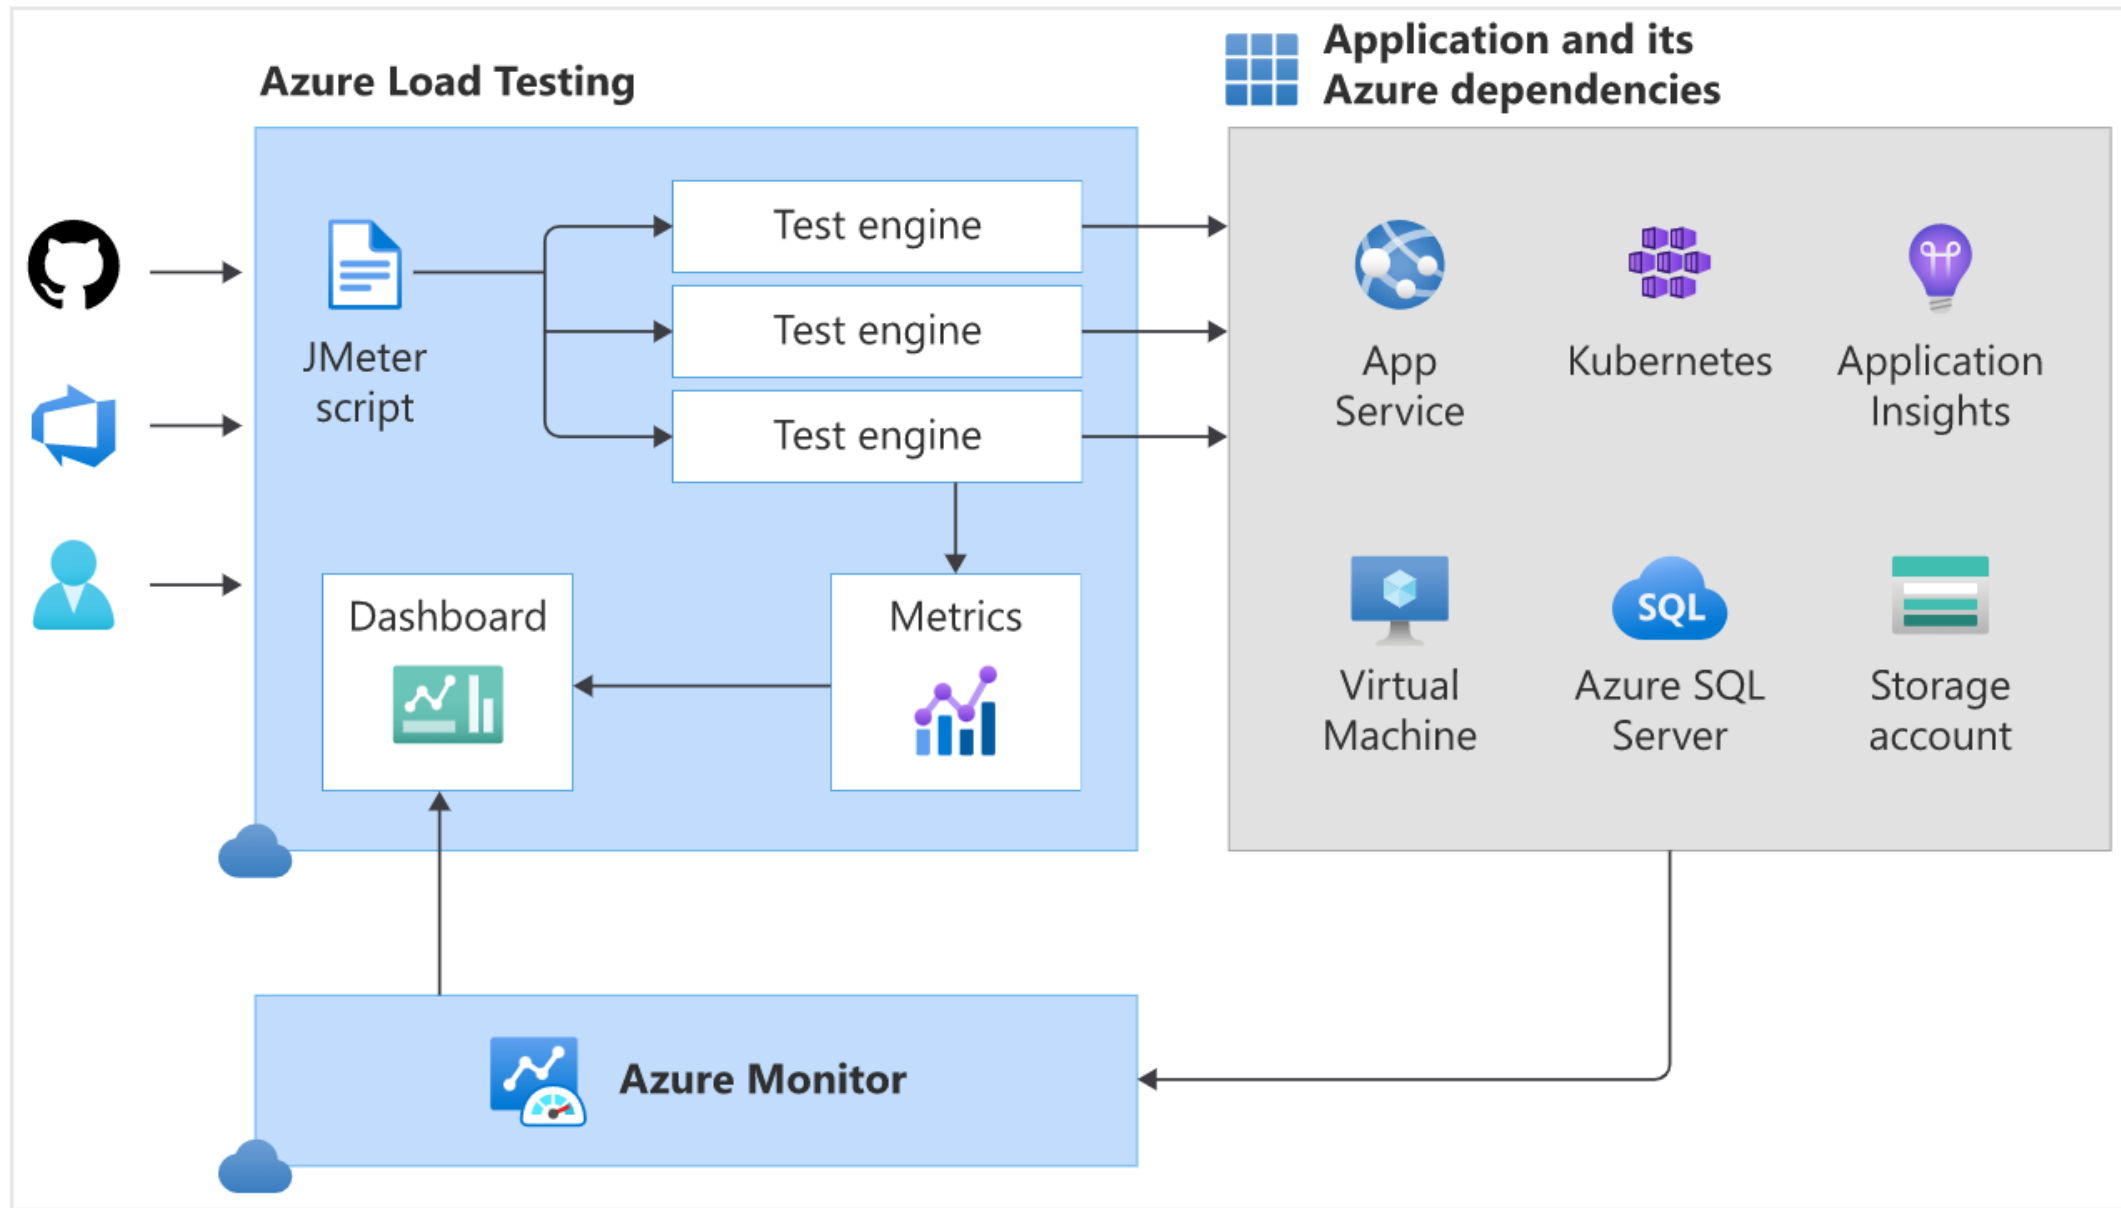 Azure Load Testing
Application and its
Azure dependencies
JMeter
script
Test engine
Test engine
Test engine
Dashboard
Metrics
App
Service
Kubernetes
Application
Insights
Virtual
Machine
SQL
Azure SQL
Server
Storage
account
Azure Monitor